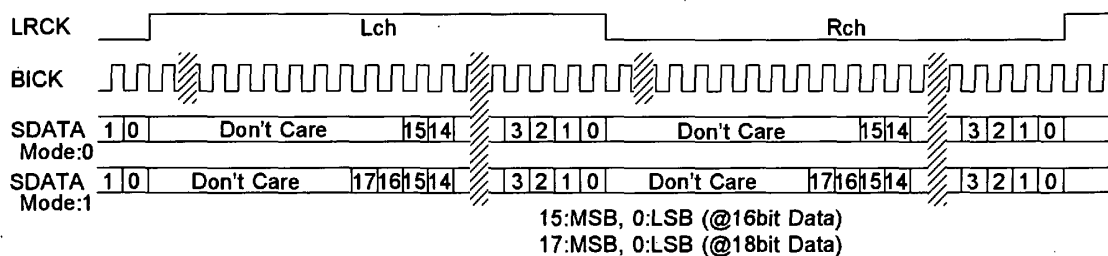 LRCK Lch Rch
BICK
SDATA 1 0 Don't Care 15 14 3 2 1 0 Don't Care 15 14 3 2 1 0
Mode:0
SDATA 1 0 Don't Care 17 16 15 14 3 2 1 0 Don't Care 17 16 15 14 3 2 1 0
Mode:1
15:MSB, 0:LSB (@16bit Data)
17:MSB, 0:LSB (@18bit Data)